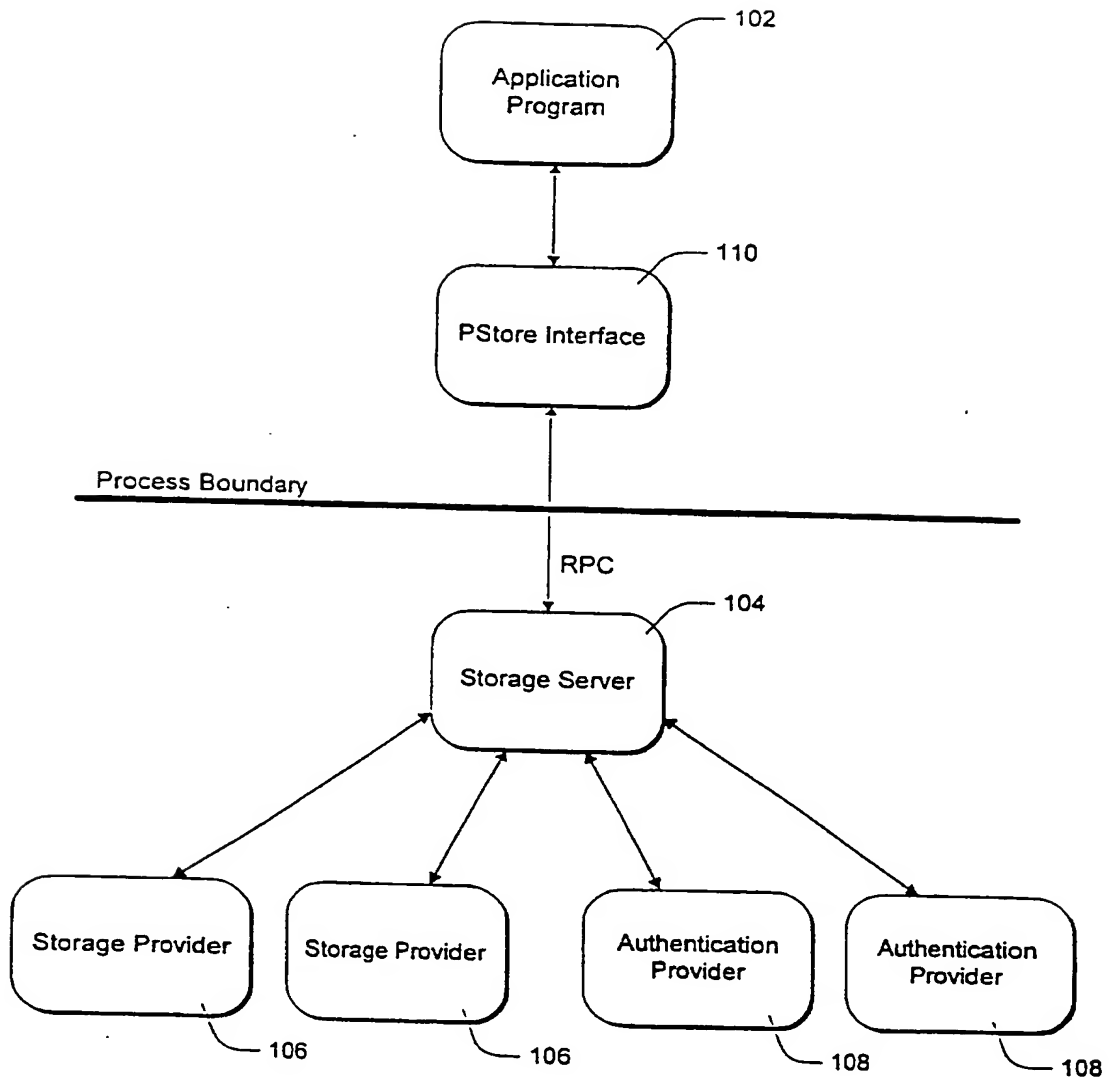 102
Application
Program
110
PStore Interface
Process Boundary
RPC
104
Storage Server
Storage Provider
Storage Provider
Authentication
Provider
Authentication
Provider
106
106
108
108